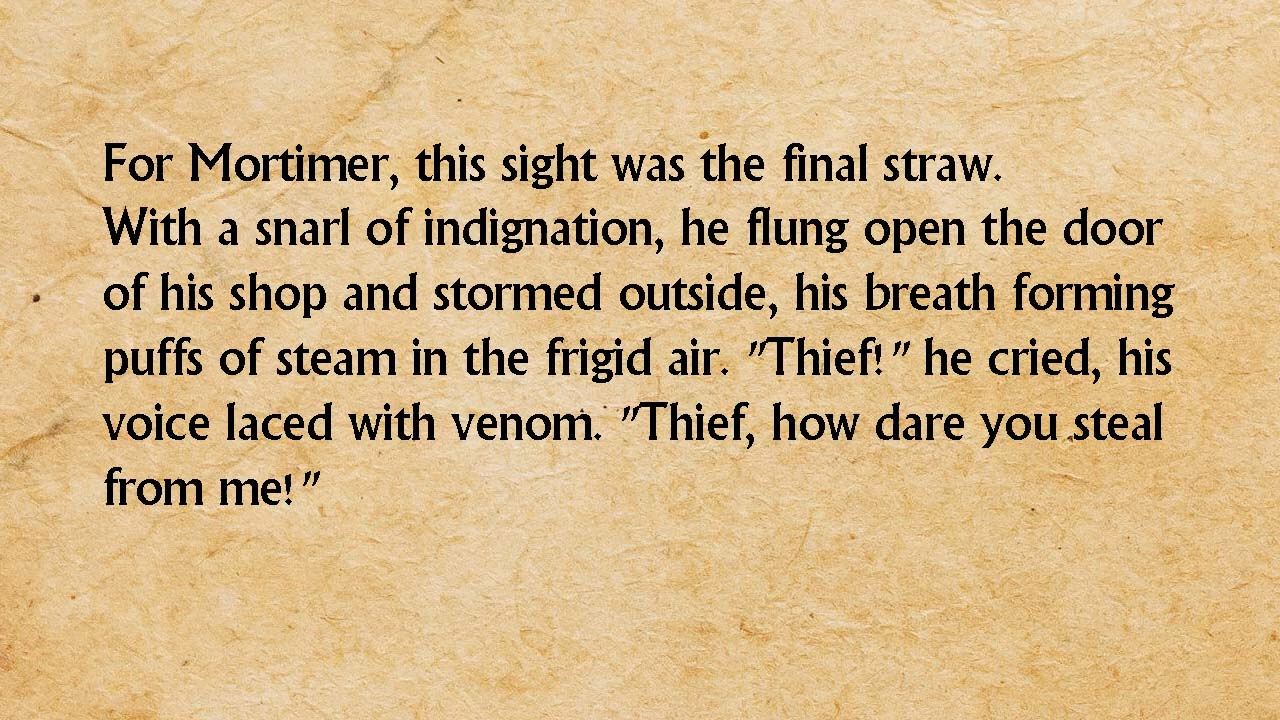 For Mortimer, this sight was the final straw.
With a snarl of indignation, he flung open the door
of his shop and stormed outside, his breath forming
puffs of steam in the frigid air. "Thief!" he cried, his
voice laced with venom. "Thief, how dare you steal
from me!"